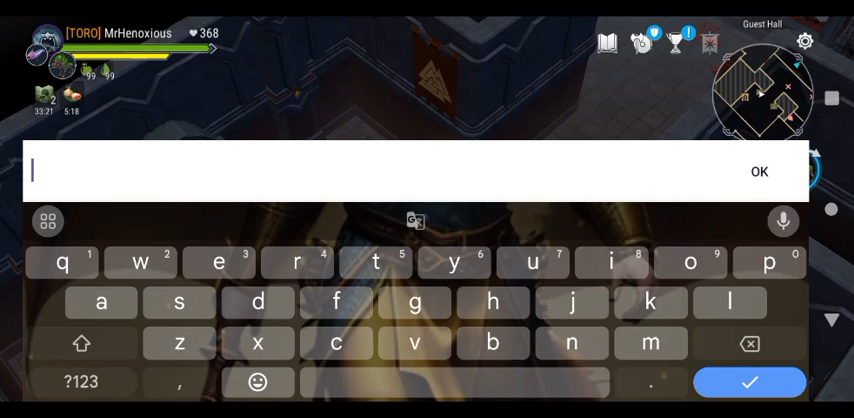 Guest Hall
[TORO] MrHenoxious 368
99 99
2
33:21 5:18
OK
q 1 w 2 e 3 r 4 t 5 y 6 u 7 i 8 o 9 p 0
a s d f g h j k l
z x c v b n m
?123 , .